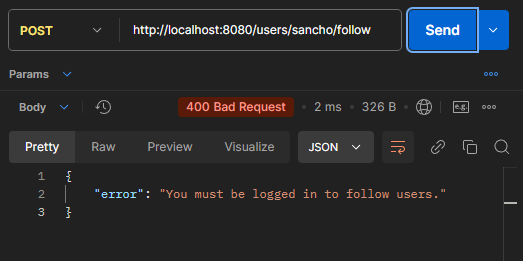 POST http://localhost:8080/users/sancho/follow Send
Params
Body 400 Bad Request • 2 ms • 326 B e.g.
Pretty Raw Preview Visualize JSON
1 {
2 "error": "You must be logged in to follow users."
3 }